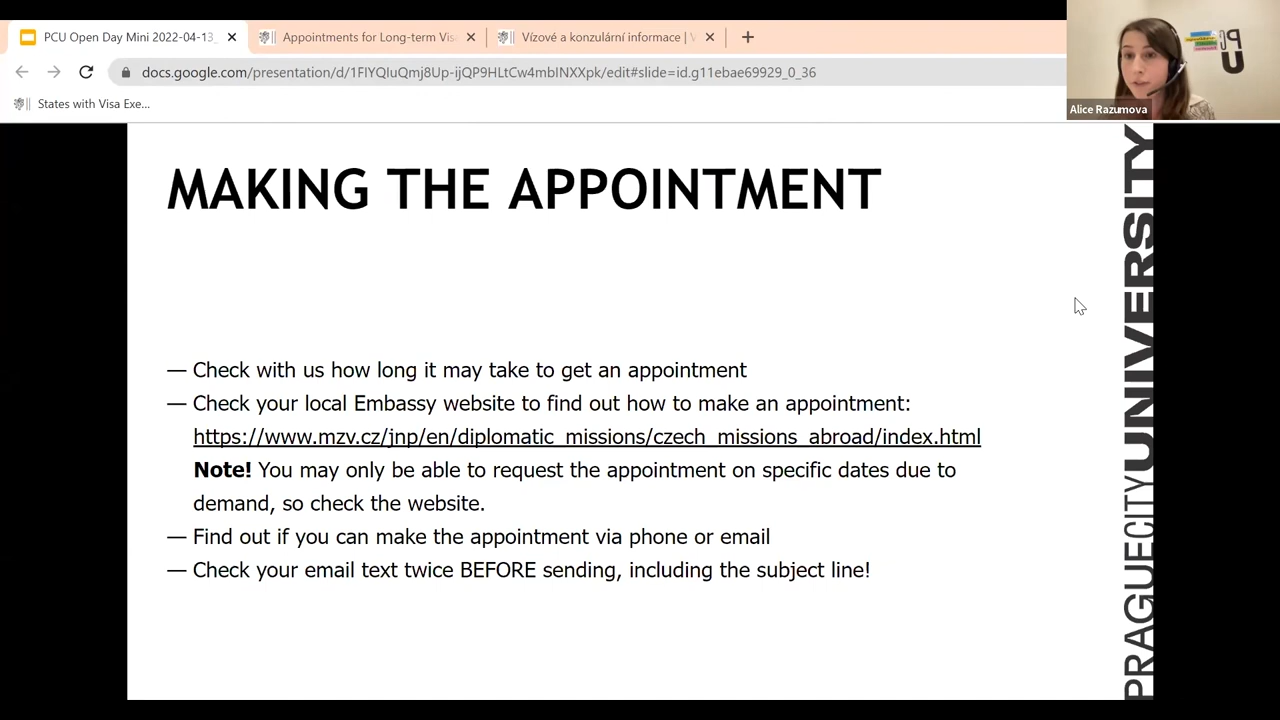 PCU Open Day Mini 2022-04-13_
Appointments for Long-term Visa
Vízové a konzulární informace | V
docs.google.com/presentation/d/1FlYQIuQmj8Up-ijQP9HLtCw4mbINXXpk/edit#slide=id.g11ebae69929_0_36
States with Visa Exe...
PCU
Alice Razumova
MAKING THE APPOINTMENT
— Check with us how long it may take to get an appointment
— Check your local Embassy website to find out how to make an appointment:
https://www.mzv.cz/jnp/en/diplomatic_missions/czech_missions_abroad/index.html
Note! You may only be able to request the appointment on specific dates due to
demand, so check the website.
— Find out if you can make the appointment via phone or email
— Check your email text twice BEFORE sending, including the subject line!
PRAGUECITYUNIVERSITY